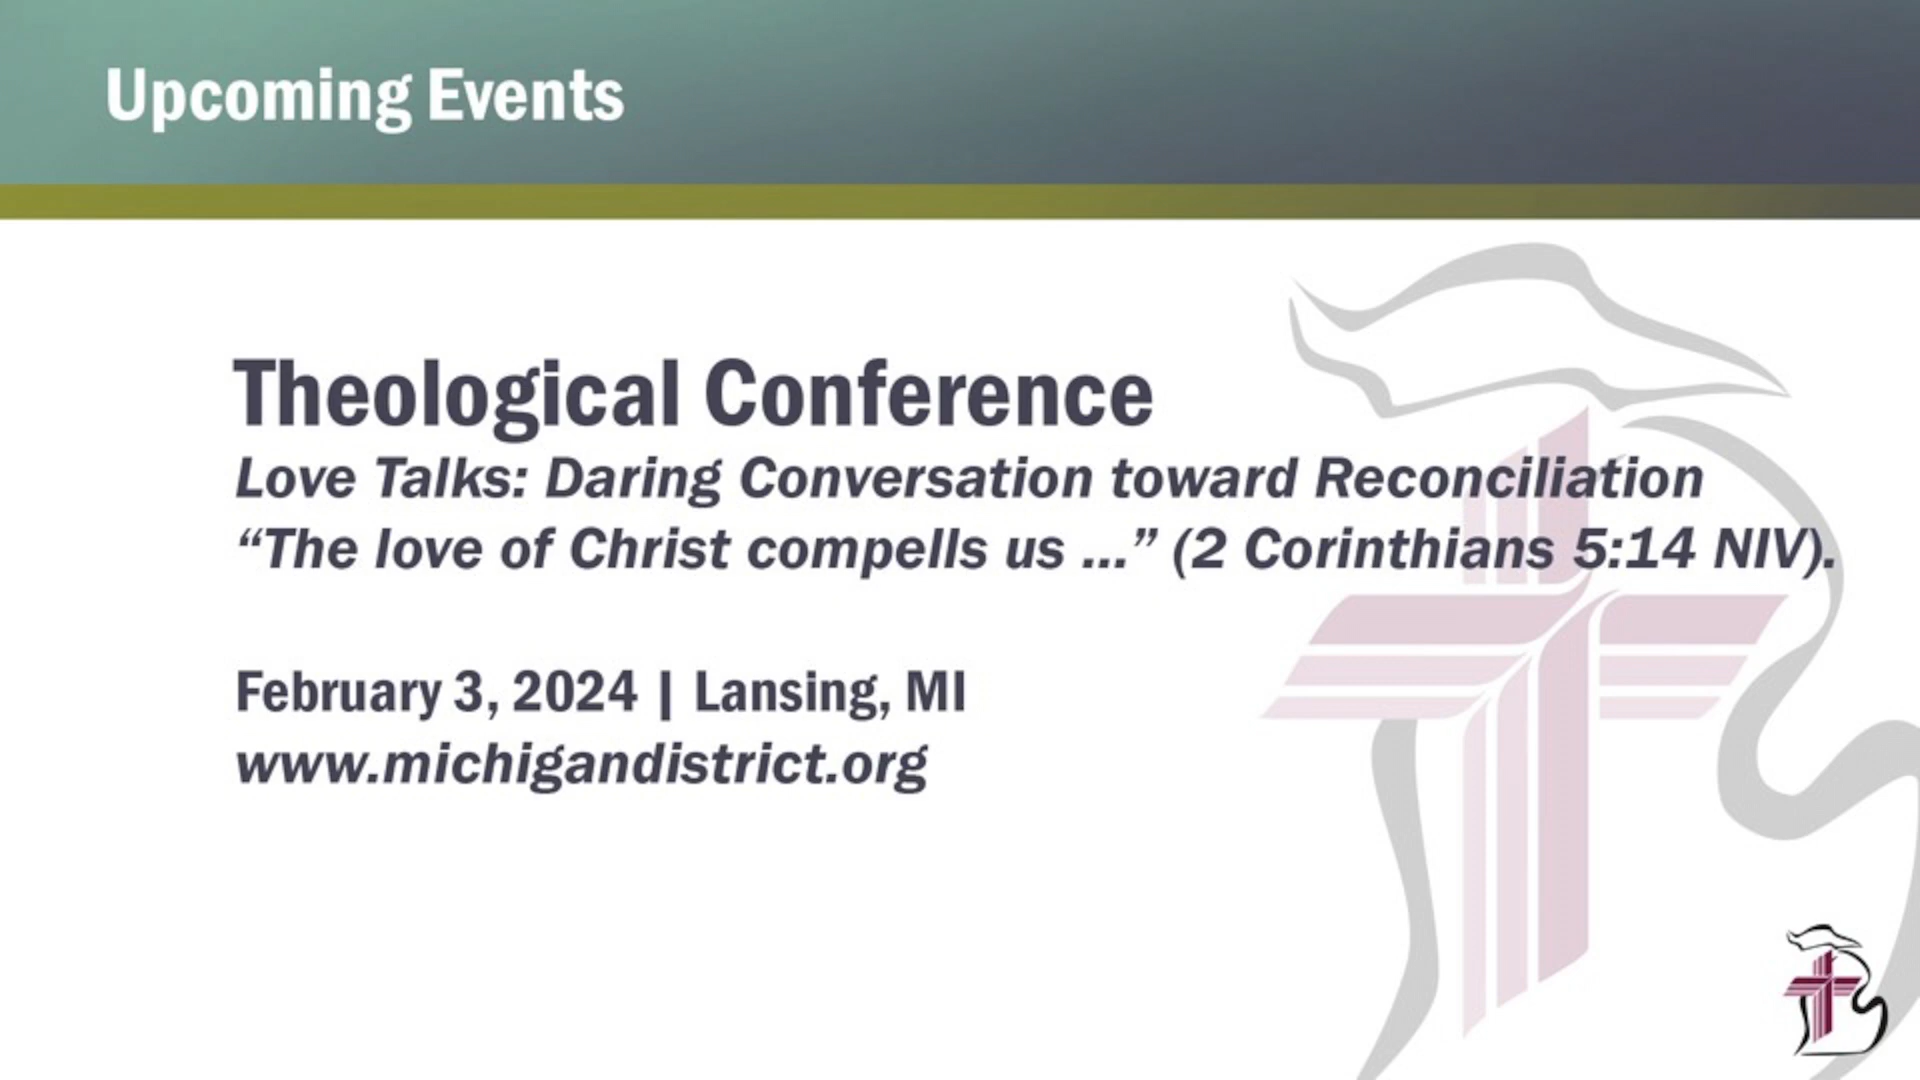 Upcoming Events
Theological Conference
Love Talks: Daring Conversation toward Reconciliation
“The love of Christ compells us ...” (2 Corinthians 5:14 NIV).
February 3, 2024 | Lansing, MI
www.michigandistrict.org